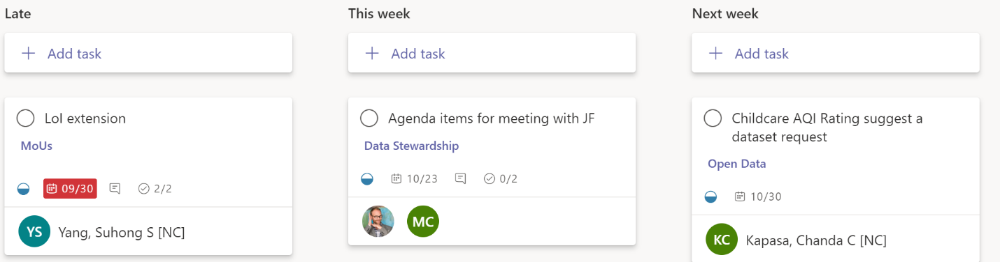 Late
Add task
LoI extension
MoUs
09/30
2/2
YS
Yang, Suhong S [NC]
This week
Add task
Agenda items for meeting with JF
Data Stewardship
10/23
0/2
MC
Next week
Add task
Childcare AQI Rating suggest a
dataset request
Open Data
10/30
KC
Kapasa, Chanda C [NC]